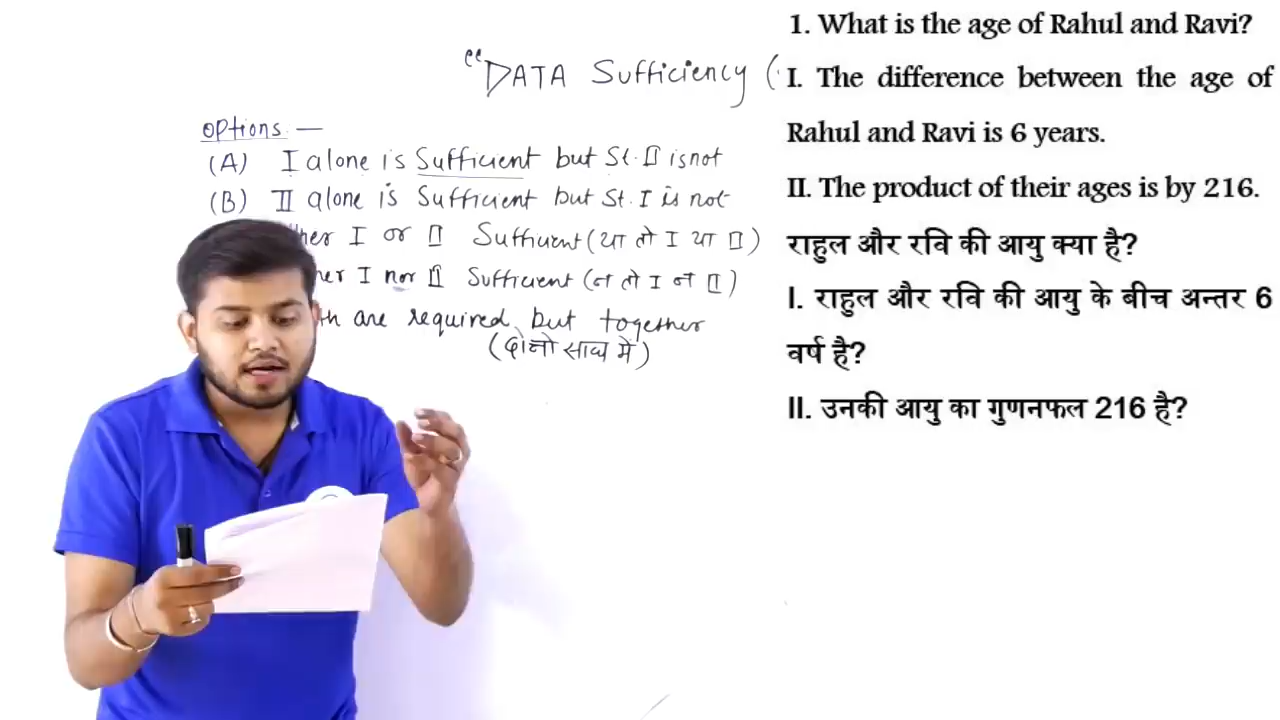 "DATA Sufficiency (
options :—
(A) I alone is Sufficient but St. II is not
(B) II alone is Sufficient but St. I is not
ther I or II Sufficient (या तो I या II)
her I nor II Sufficient (न तो I न II)
th are required but together
(दोनो साथ मे)
1. What is the age of Rahul and Ravi?
I. The difference between the age of
Rahul and Ravi is 6 years.
II. The product of their ages is by 216.
राहुल और रवि की आयु क्या है?
I. राहुल और रवि की आयु के बीच अन्तर 6
वर्ष है?
II. उनकी आयु का गुणनफल 216 है?